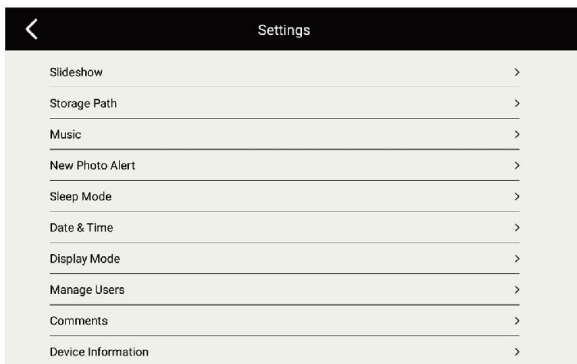 Settings
Slideshow
Storage Path
Music
New Photo Alert
Sleep Mode
Date & Time
Display Mode
Manage Users
Comments
Device Information